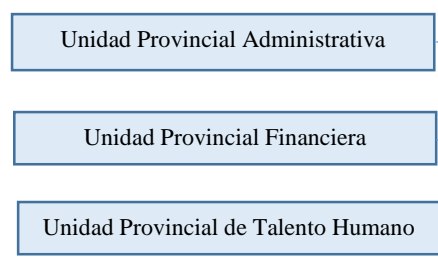 Unidad Provincial Administrativa
Unidad Provincial Financiera
Unidad Provincial de Talento Humano